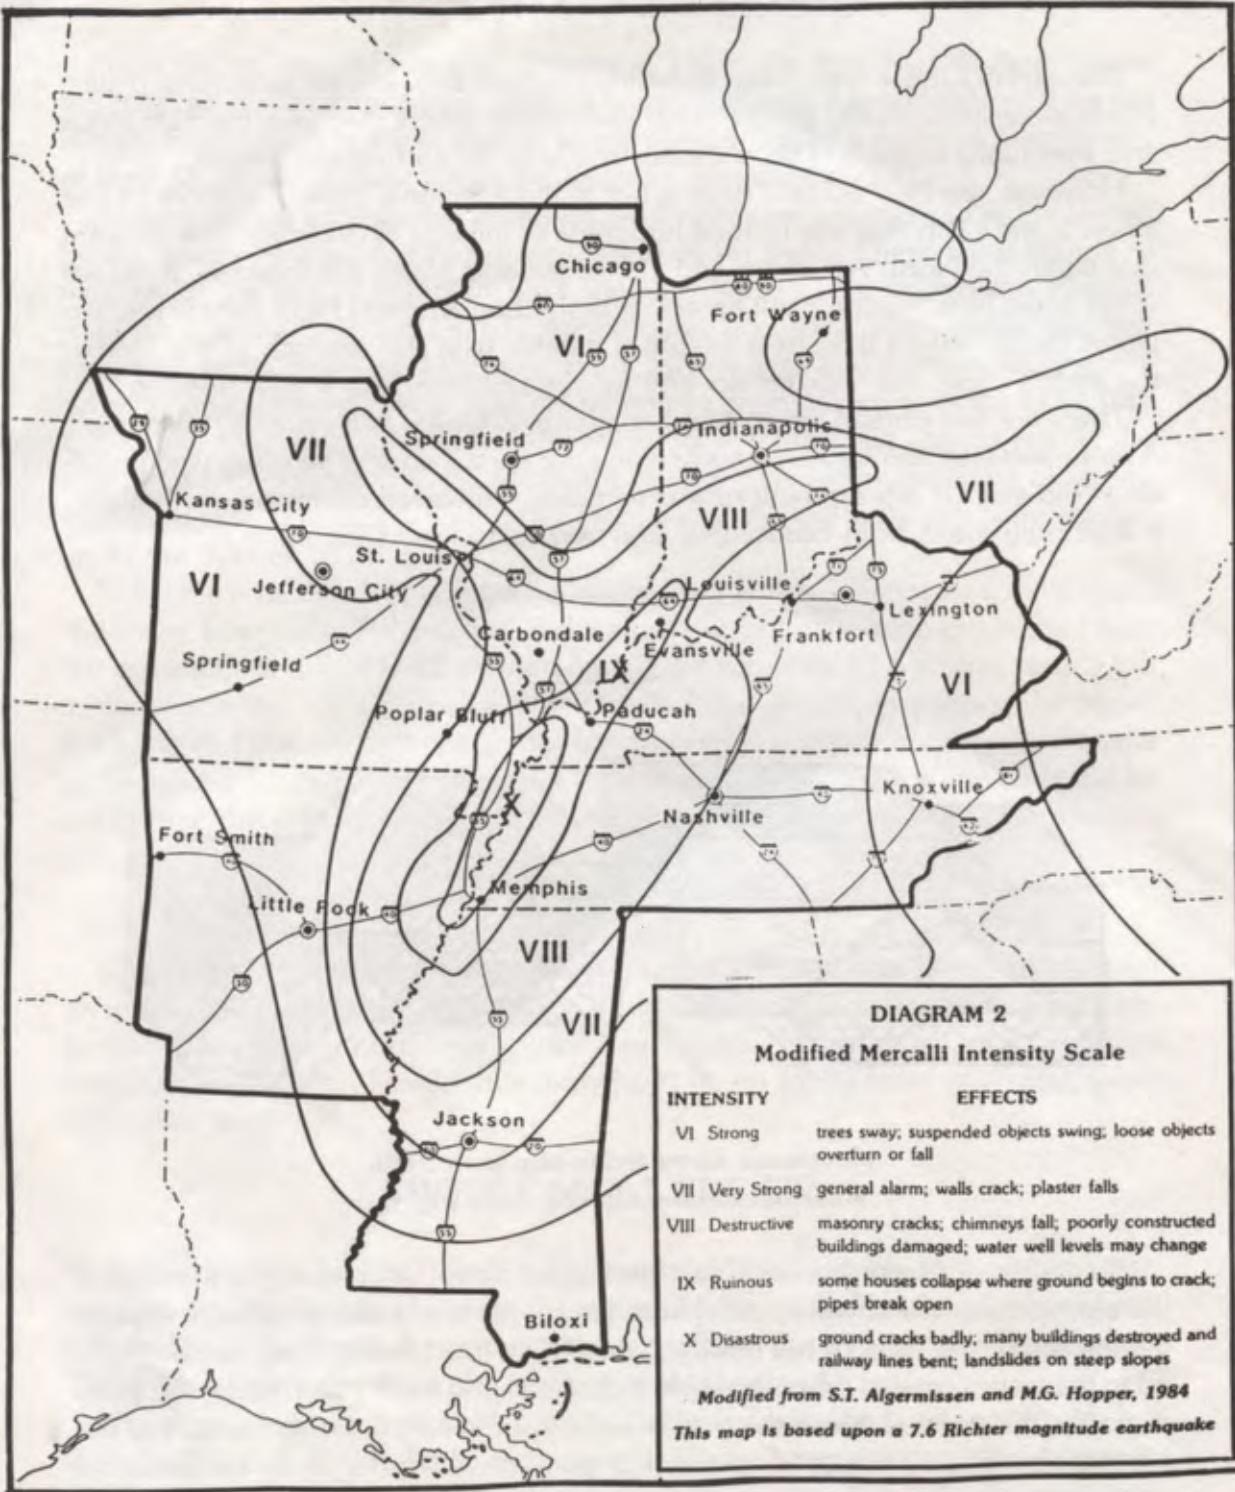 Chicago
Fort Wayne
VI
Springfield
Indianapolis
VII
Kansas City
VII
VIII
St. Louis
VI
Jefferson City
Louisville
Lexington
Carbondale
Evansville
Frankfort
Springfield
IX
VI
Poplar Bluff
Paducah
X
Knoxville
Nashville
Fort Smith
Memphis
Little Rock
VIII
VII
Jackson
Biloxi
DIAGRAM 2
Modified Mercalli Intensity Scale
INTENSITY EFFECTS
VI Strong trees sway; suspended objects swing; loose objects
overturn or fall
VII Very Strong general alarm; walls crack; plaster falls
VIII Destructive masonry cracks; chimneys fall; poorly constructed
buildings damaged; water well levels may change
IX Ruinous some houses collapse where ground begins to crack;
pipes break open
X Disastrous ground cracks badly; many buildings destroyed and
railway lines bent; landslides on steep slopes
Modified from S.T. Algermissen and M.G. Hopper, 1984
This map is based upon a 7.6 Richter magnitude earthquake